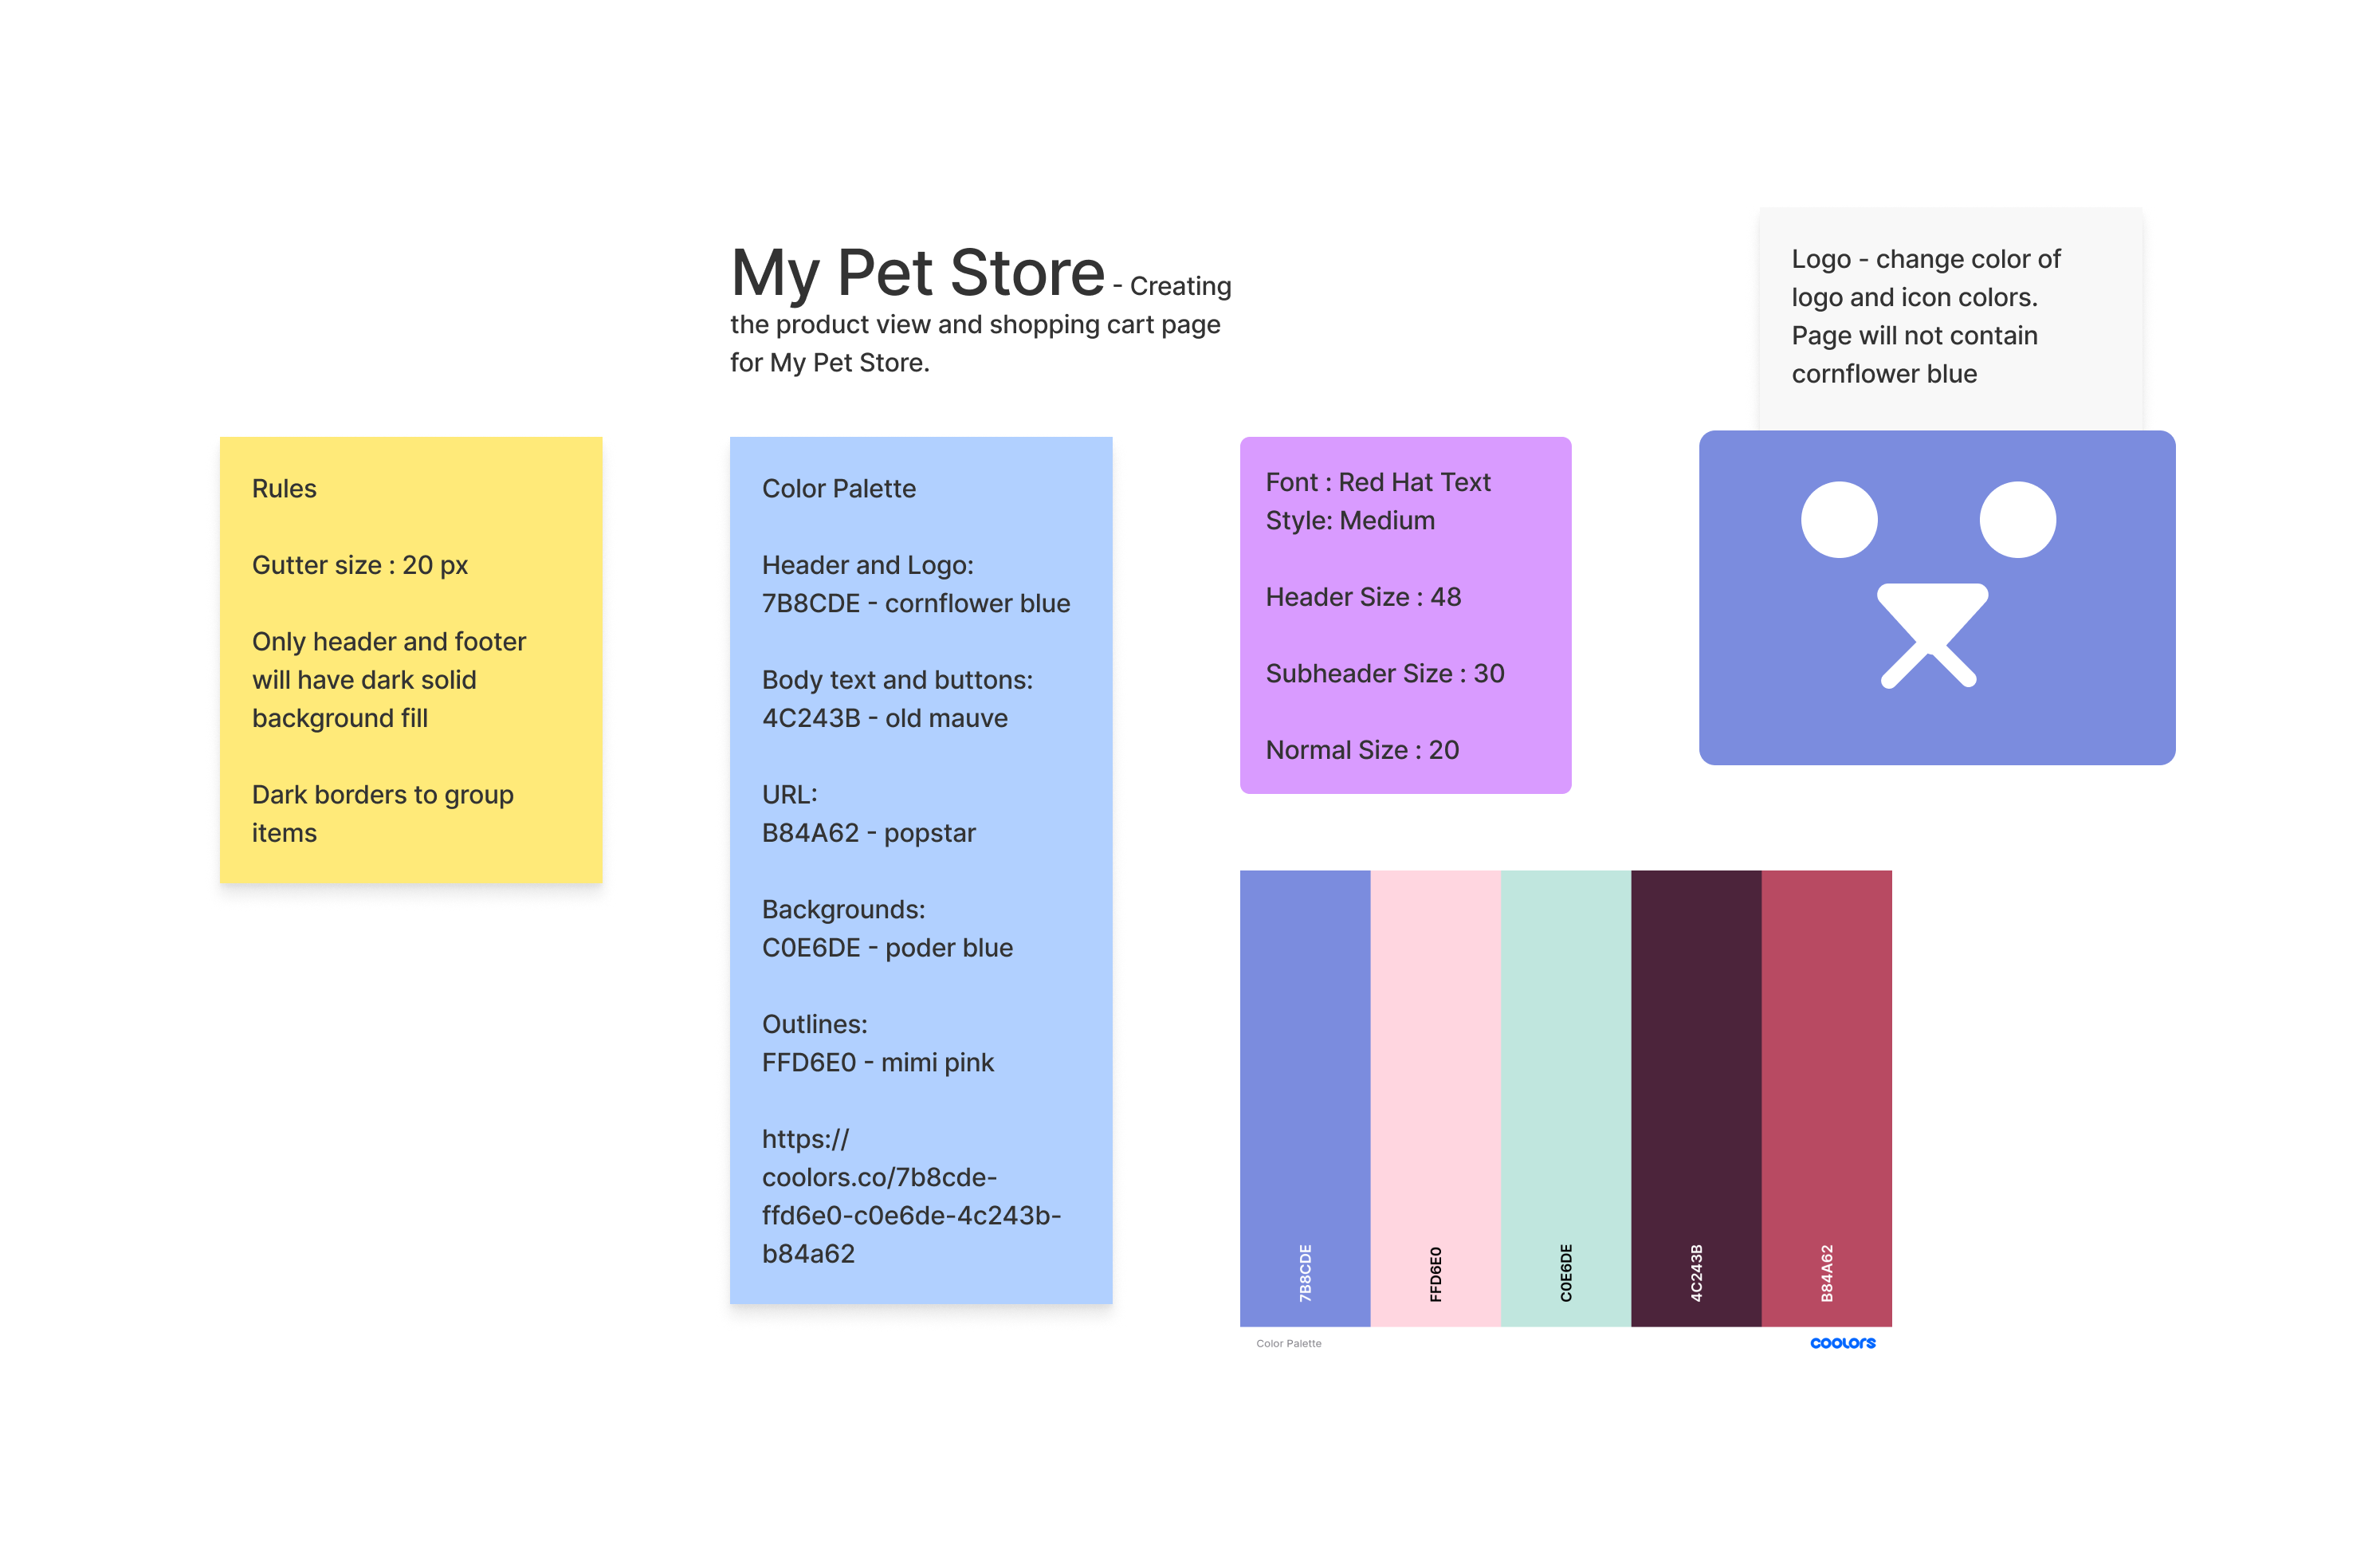 My Pet Store - Creating
the product view and shopping cart page
for My Pet Store.
Logo - change color of
logo and icon colors.
Page will not contain
cornflower blue
Rules
Gutter size : 20 px
Only header and footer
will have dark solid
background fill
Dark borders to group
items
Color Palette
Header and Logo:
7B8CDE - cornflower blue
Body text and buttons:
4C243B - old mauve
URL:
B84A62 - popstar
Backgrounds:
C0E6DE - poder blue
Outlines:
FFD6E0 - mimi pink
https://
coolors.co/7b8cde-
ffd6e0-c0e6de-4c243b-
b84a62
Font : Red Hat Text
Style: Medium
Header Size : 48
Subheader Size : 30
Normal Size : 20
7B8CDE
FFD6E0
C0E6DE
4C243B
B84A62
Color Palette
coolors